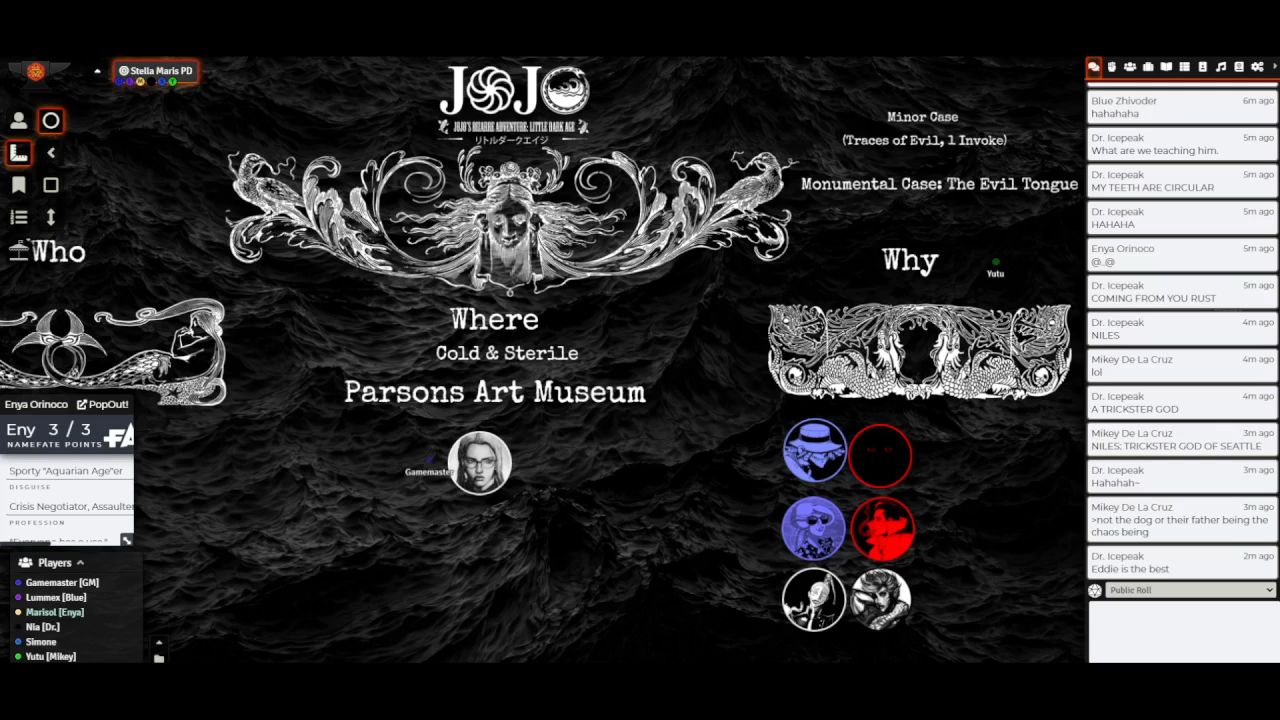 Stella Maris PD
JOJO
JOJO'S BIZARRE ADVENTURE: LITTLE DARK AGE
リトルダークエイジ
Minor Case
(Traces of Evil, 1 Invoke)
Monumental Case: The Evil Tongue
Who
Why
Yutu
Where
Cold & Sterile
Parsons Art Museum
Gamemaster
Enya Orinoco PopOut!
Eny 3 / 3
NAME FATE POINTS
+FA
Sporty "Aquarian Age"er
DISGUISE
Crisis Negotiator, Assaulter
PROFESSION
Players
Gamemaster [GM]
Lummex [Blue]
Marisol [Enya]
Nia [Dr.]
Simone
Yutu [Mikey]
Blue Zhivoder 6m ago
hahahaha
Dr. Icepeak 5m ago
What are we teaching him.
Dr. Icepeak 5m ago
MY TEETH ARE CIRCULAR
Dr. Icepeak 5m ago
HAHAHA
Enya Orinoco 5m ago
@.@
Dr. Icepeak 5m ago
COMING FROM YOU RUST
Dr. Icepeak 4m ago
NILES
Mikey De La Cruz 4m ago
lol
Dr. Icepeak 4m ago
A TRICKSTER GOD
Mikey De La Cruz 3m ago
NILES: TRICKSTER GOD OF SEATTLE
Dr. Icepeak 3m ago
Hahahah~
Mikey De La Cruz 3m ago
>not the dog or their father being the
chaos being
Dr. Icepeak 2m ago
Eddie is the best
Public Roll